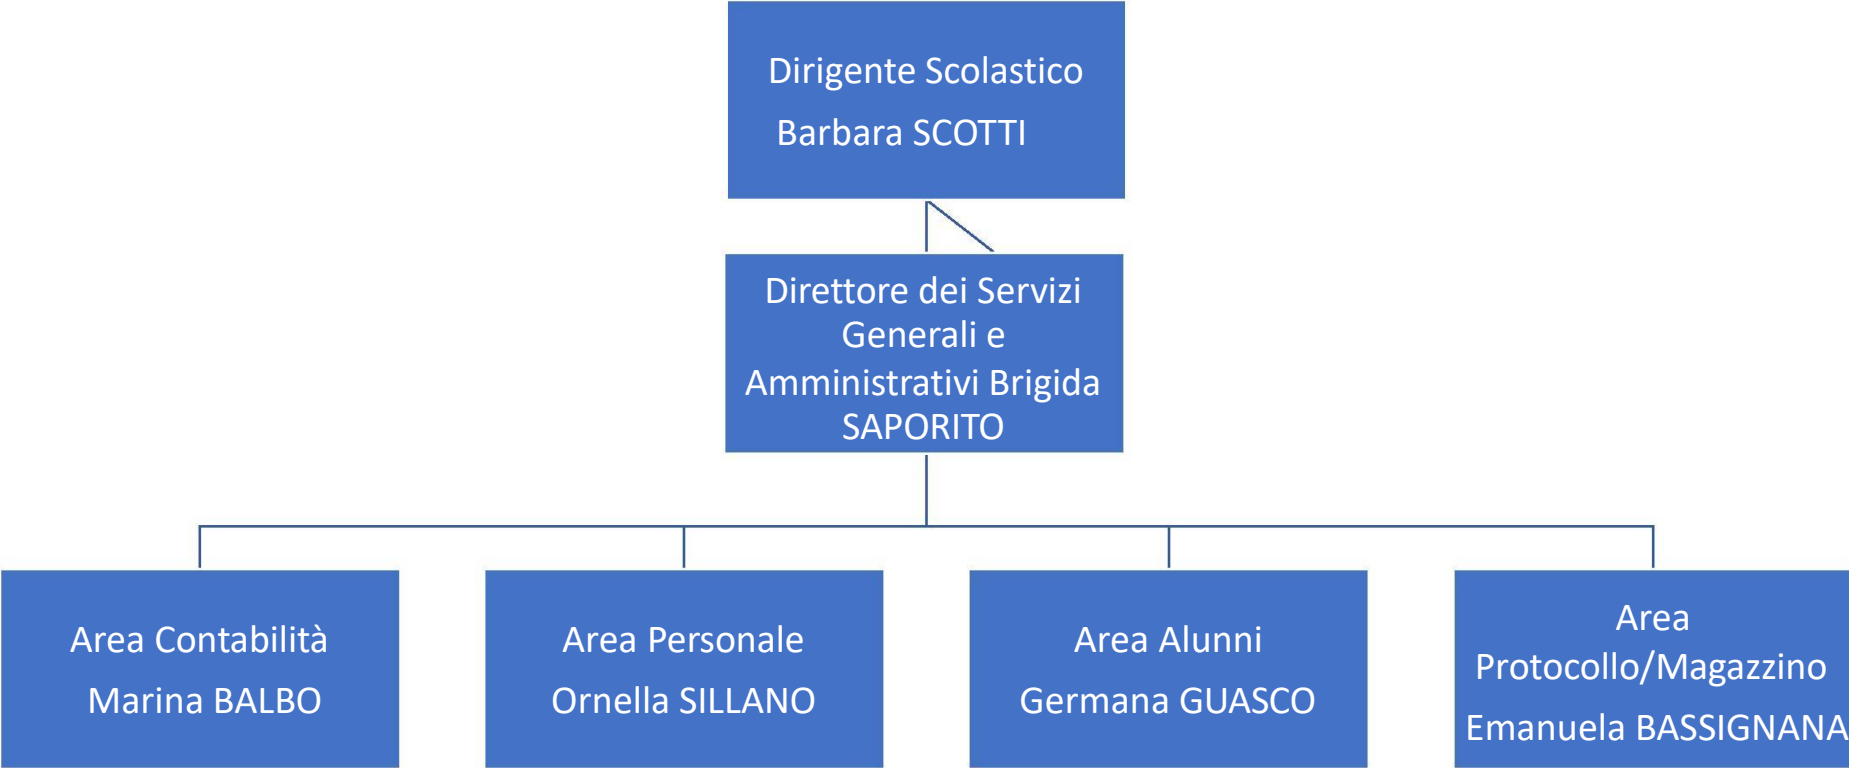 Dirigente Scolastico
Barbara SCOTTI
Direttore dei Servizi
Generali e
Amministrativi Brigida
SAPORITO
Area Contabilità
Marina BALBO
Area Personale
Ornella SILLANO
Area Alunni
Germana GUASCO
Area
Protocollo/Magazzino
Emanuela BASSIGNANA